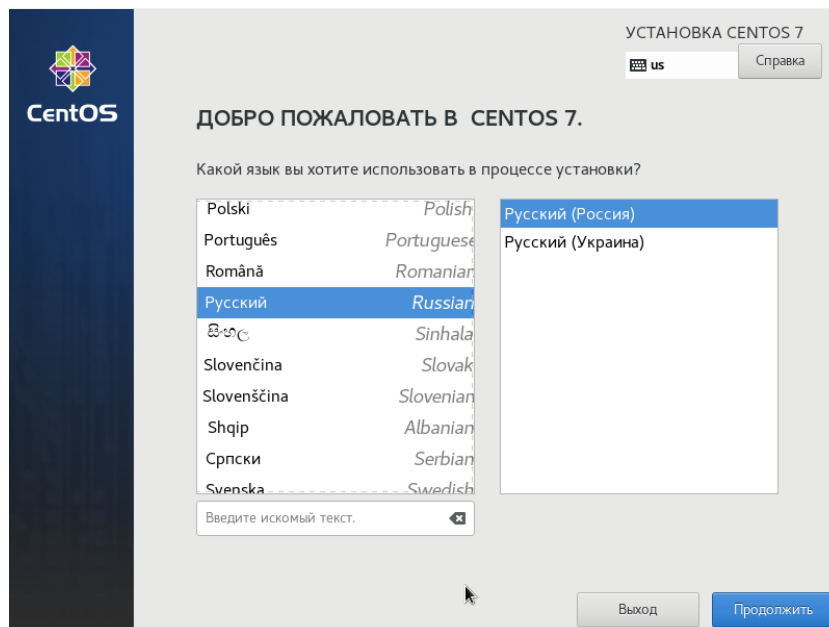 УСТАНОВКА CENTOS 7
us
Справка
CentOS
ДОБРО ПОЖАЛОВАТЬ В CENTOS 7.
Какой язык вы хотите использовать в процессе установки?
Polski Polish
Português Portuguese
Română Romanian
Русский Russian
සිංහල Sinhala
Slovenčina Slovak
Slovenščina Slovenian
Shqip Albanian
Српски Serbian
Svenska Swedish
Русский (Россия)
Русский (Украина)
Введите искомый текст.
Выход
Продолжить